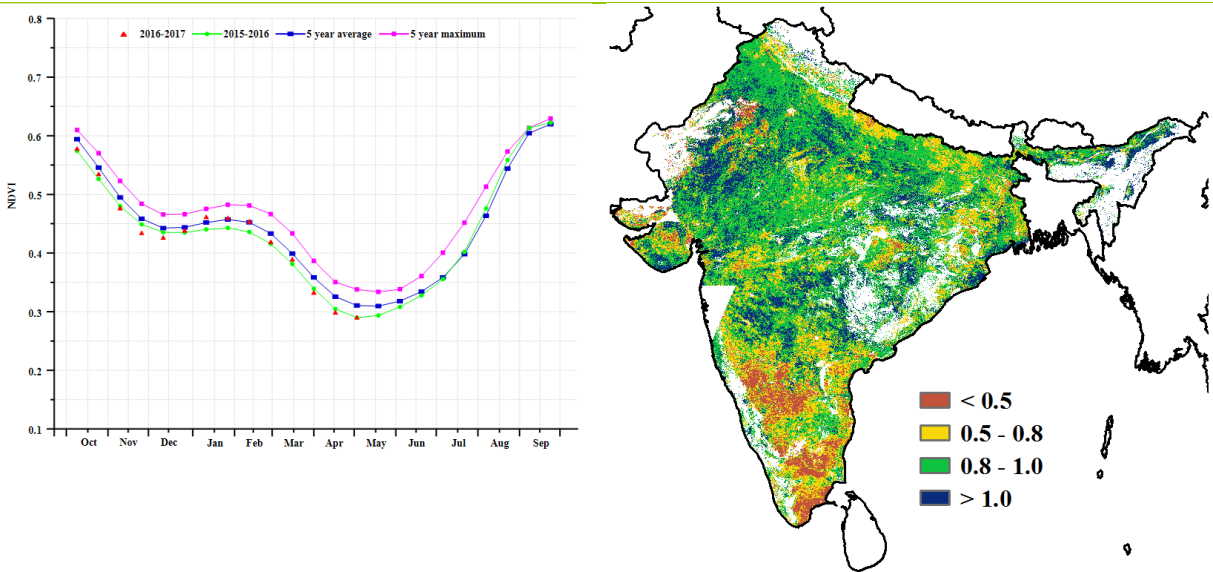 0.8
2016-2017 2015-2016 5 year average 5 year maximum
0.7
0.6
0.5
NDVI
0.4
0.3
0.2
0.1
Oct Nov Dec Jan Feb Mar Apr May Jun Jul Aug Sep
< 0.5
0.5 - 0.8
0.8 - 1.0
> 1.0